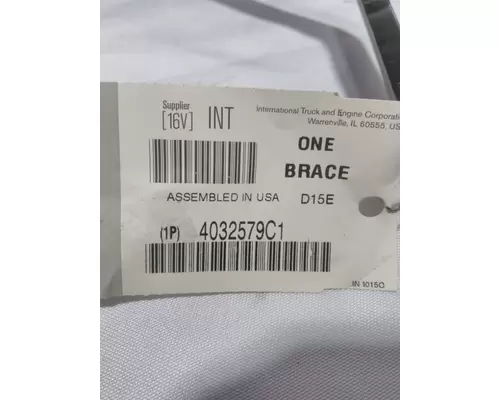 Supplier
[16V] INT
International Truck and Engine Corporation
Warrenville, IL 60555, US
ONE
BRACE
ASSEMBLED IN USA D15E
(1P) 4032579C1
IN 1015G